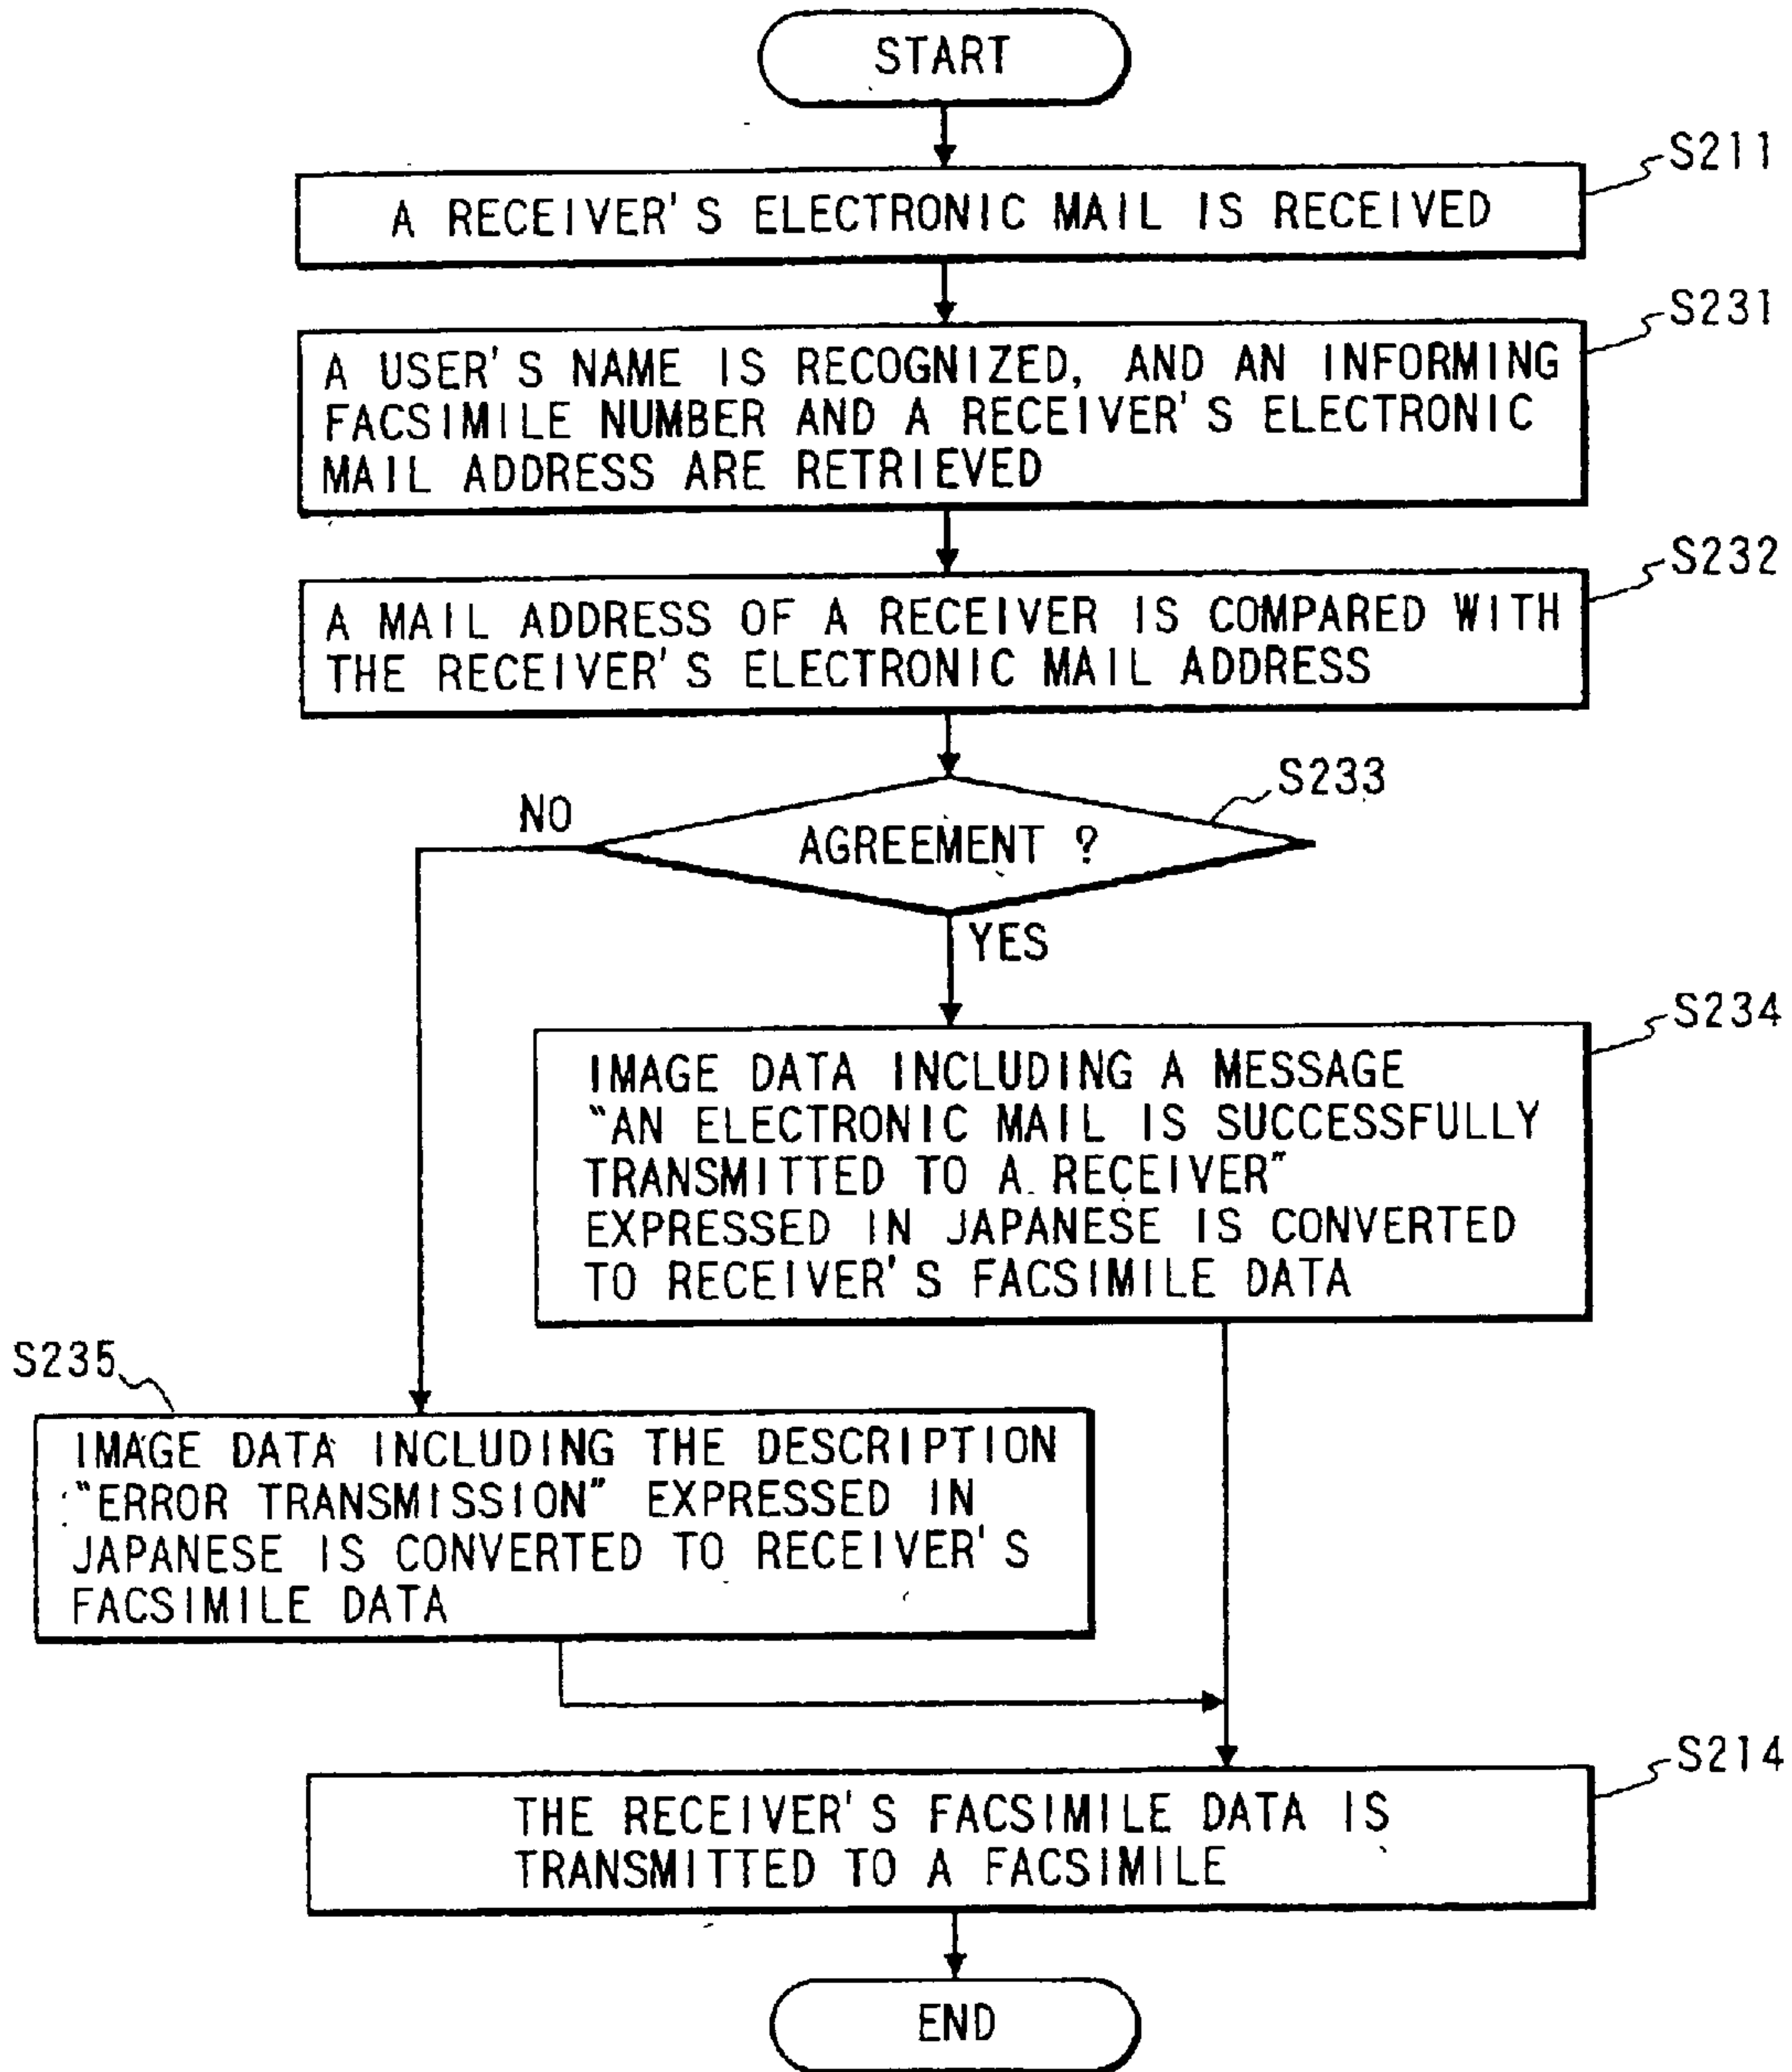 START
S211
A RECEIVER'S ELECTRONIC MAIL IS RECEIVED
S231
A USER'S NAME IS RECOGNIZED, AND AN INFORMING
FACSIMILE NUMBER AND A RECEIVER'S ELECTRONIC
MAIL ADDRESS ARE RETRIEVED
S232
A MAIL ADDRESS OF A RECEIVER IS COMPARED WITH
THE RECEIVER'S ELECTRONIC MAIL ADDRESS
S233
NO
AGREEMENT ?
YES
S234
IMAGE DATA INCLUDING A MESSAGE
"AN ELECTRONIC MAIL IS SUCCESSFULLY
TRANSMITTED TO A RECEIVER"
EXPRESSED IN JAPANESE IS CONVERTED
TO RECEIVER'S FACSIMILE DATA
S235
IMAGE DATA INCLUDING THE DESCRIPTION
"ERROR TRANSMISSION" EXPRESSED IN
JAPANESE IS CONVERTED TO RECEIVER'S
FACSIMILE DATA
S214
THE RECEIVER'S FACSIMILE DATA IS
TRANSMITTED TO A FACSIMILE
END